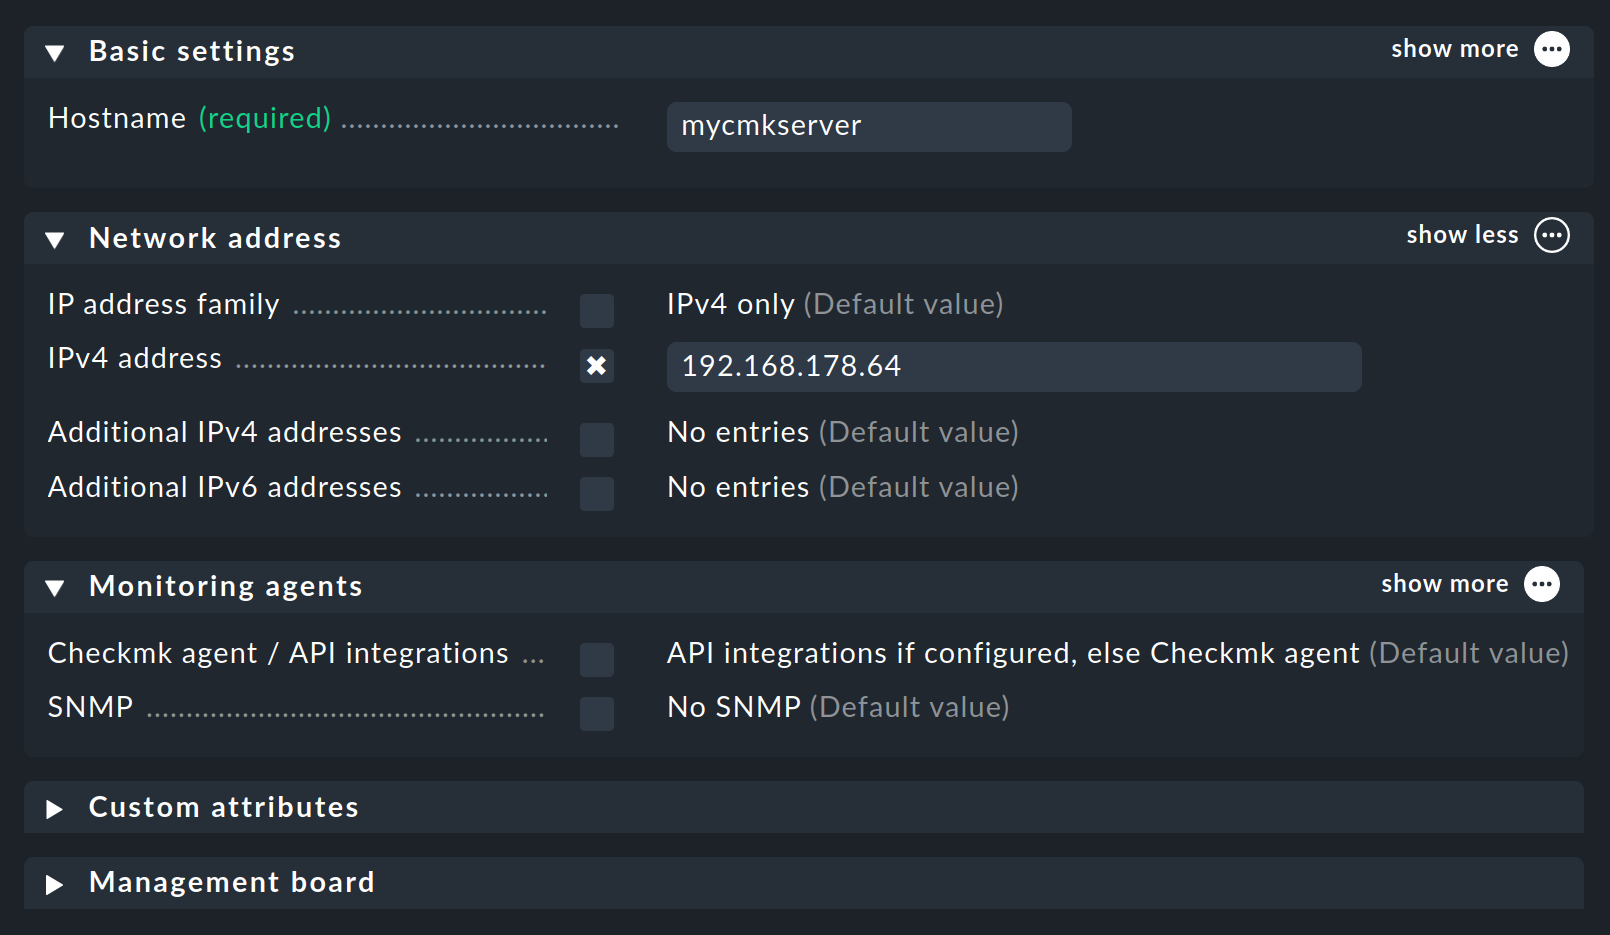 Basic settings show more
Hostname (required) mycmkserver
Network address show less
IP address family IPv4 only (Default value)
IPv4 address 192.168.178.64
Additional IPv4 addresses No entries (Default value)
Additional IPv6 addresses No entries (Default value)
Monitoring agents show more
Checkmk agent / API integrations API integrations if configured, else Checkmk agent (Default value)
SNMP No SNMP (Default value)
Custom attributes
Management board